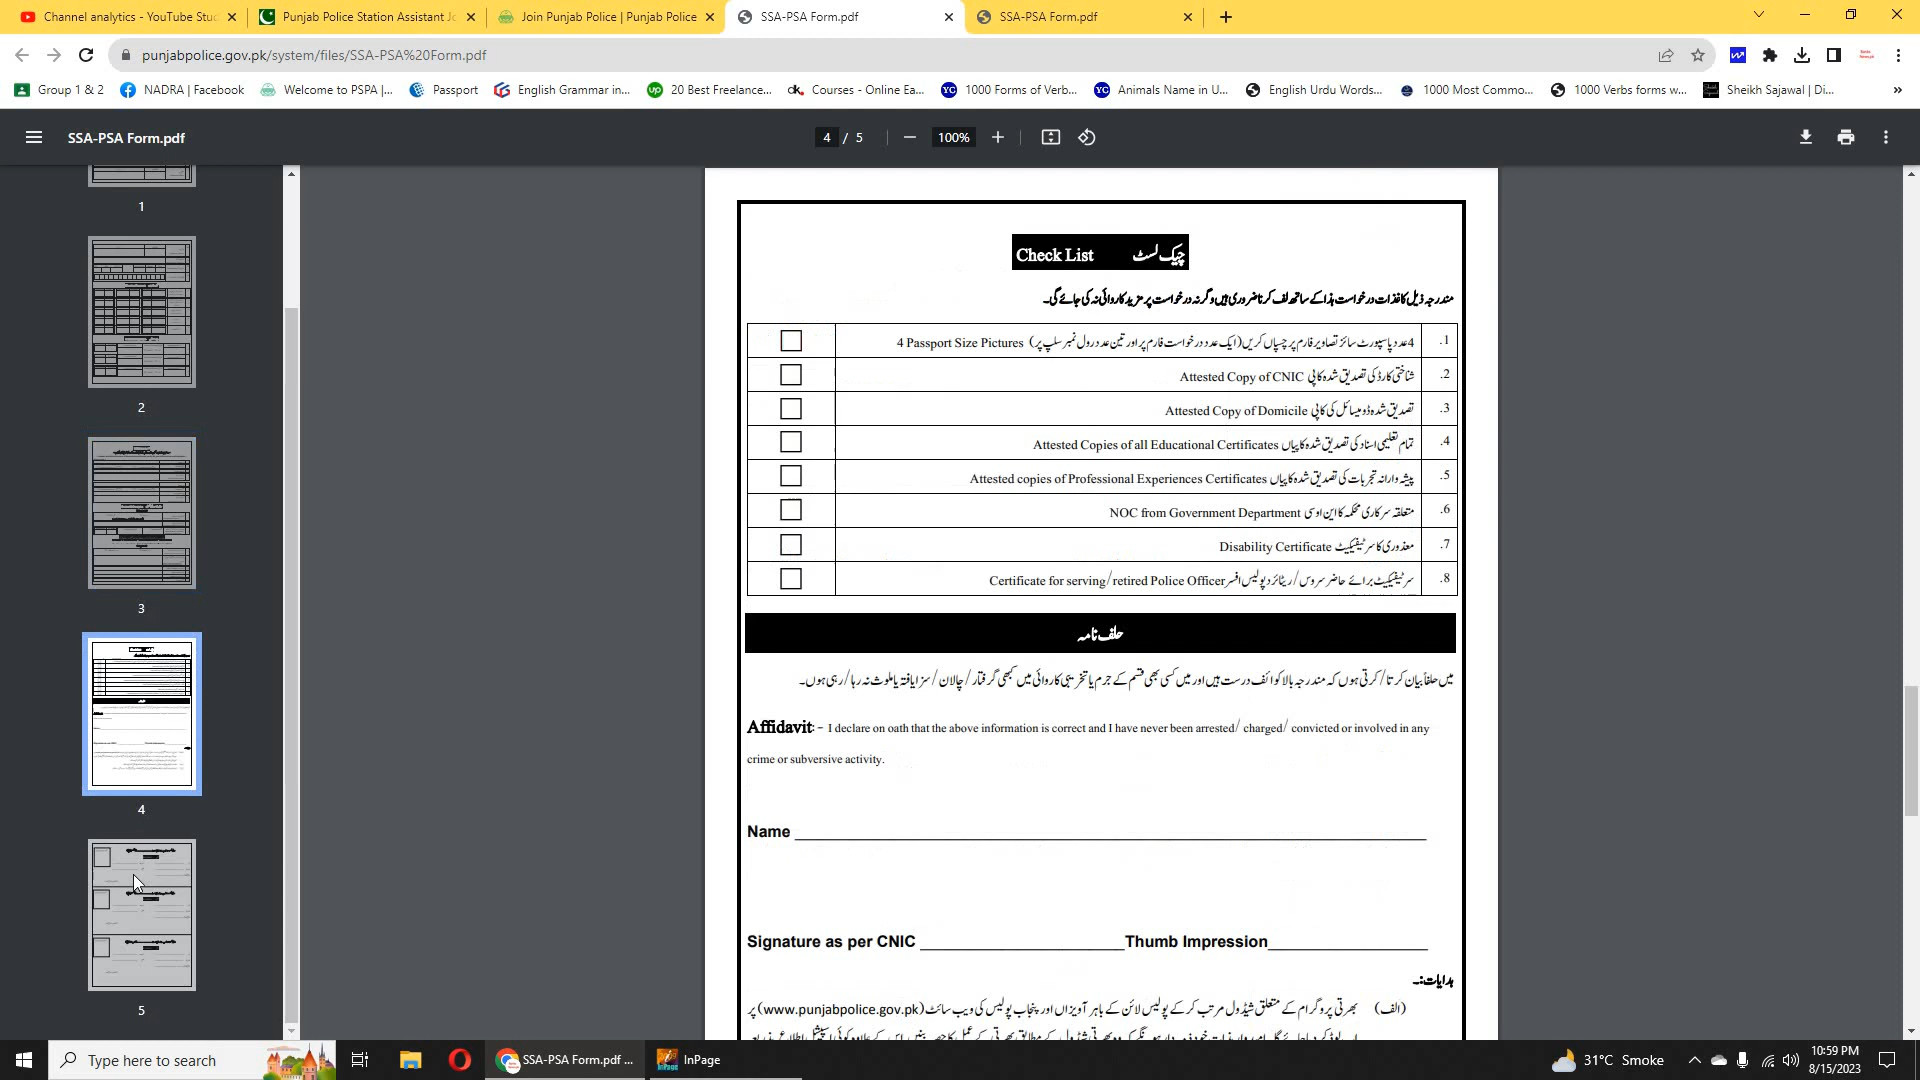 Channel analytics - YouTube Stu
Punjab Police Station Assistant Jo
Join Punjab Police | Punjab Police
SSA-PSA Form.pdf
SSA-PSA Form.pdf
punjabpolice.gov.pk/system/files/SSA-PSA%20Form.pdf
Group 1 & 2
NADRA | Facebook
Welcome to PSPA |...
Passport
English Grammar in...
20 Best Freelance...
Courses - Online Ea...
1000 Forms of Verb...
Animals Name in U...
English Urdu Words...
1000 Most Commo...
1000 Verbs forms w...
Sheikh Sajawal | Di...
SSA-PSA Form.pdf
4 / 5
100%
1
2
3
4
5
Check List چیک لسٹ
مندرجہ ذیل کاغذات درخواست ہذا کے ساتھ لف کرنا ضروری ہیں وگرنہ درخواست پر مزید کاروائی نہ کی جائے گی۔
1. 4 عدد پاسپورٹ سائز تصاویر فارم پر چسپاں کریں (ایک عدد درخواست فارم پر اور تین عدد رول نمبر سلپ پر) 4 Passport Size Pictures
2. شناختی کارڈ کی تصدیق شدہ کاپی Attested Copy of CNIC
3. تصدیق شدہ ڈومیسائل کی کاپی Attested Copy of Domicile
4. تمام تعلیمی اسناد کی تصدیق شدہ کاپیاں Attested Copies of all Educational Certificates
5. پیشہ وارانہ تجربات کی تصدیق شدہ کاپیاں Attested copies of Professional Experiences Certificates
6. متعلقہ سرکاری محکمہ کا این او سی NOC from Government Department
7. معذوری کا سرٹیفیکیٹ Disability Certificate
8. سرٹیفیکیٹ برائے حاضر سروس/ریٹائرڈ پولیس افسر Certificate for serving/retired Police Officer
حلف نامہ
میں حلفاً بیان کرتا/کرتی ہوں کہ مندرجہ بالا کوائف درست ہیں اور میں کسی بھی قسم کے جرم یا تخریبی کاروائی میں کبھی گرفتار/چالان/سزا یافتہ یا ملوث نہ رہا/رہی ہوں۔
Affidavit: - I declare on oath that the above information is correct and I have never been arrested/ charged/ convicted or involved in any
crime or subversive activity.
Name
Signature as per CNIC
Thumb Impression
ہدایات:۔
(الف) بھرتی پروگرام کے متعلق شیڈول مرتب کر کے پولیس لائن کے باہر آویزاں اور پنجاب پولیس کی ویب سائٹ (www.punjabpolice.gov.pk) پر
Type here to search
SSA-PSA Form.pdf ...
InPage
31°C Smoke
10:59 PM
8/15/2023